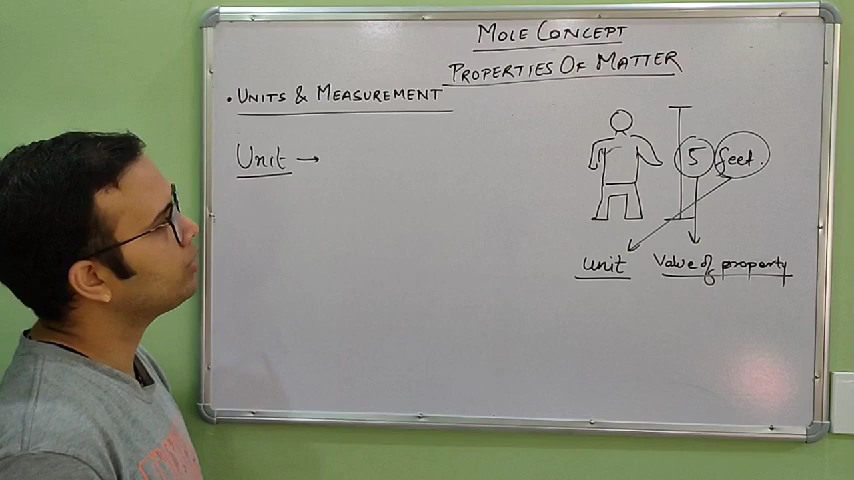 MOLE CONCEPT
PROPERTIES OF MATTER
• UNITS & MEASUREMENT
Unit →
5 feet.
unit Value of property